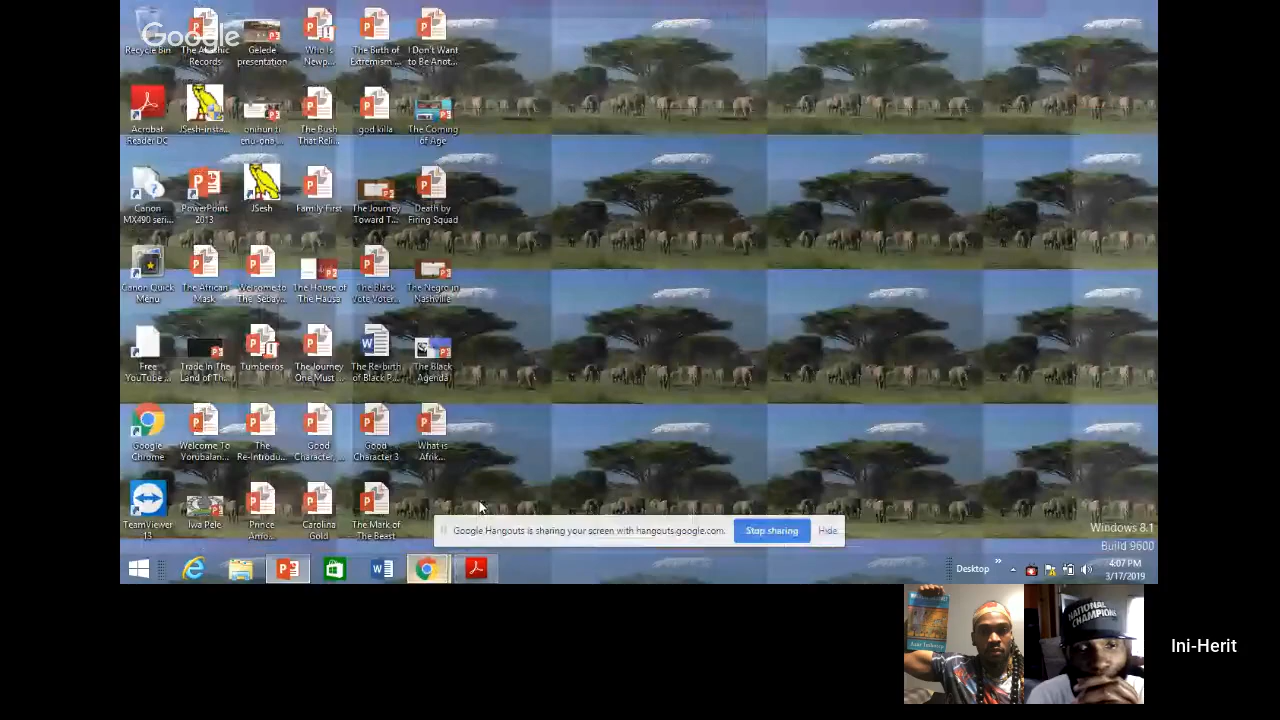 Google
Recycle Bin
The Akashic
Records
Gelede
presentation
Who Is
Newp...
The Birth of
Extremism ...
I Don't Want
to Be Anot...
Acrobat
Reader DC
JSesh-insta...
onihun ti
enu-ona-...
The Bush
That Reli...
god killa
The Coming
of Age
Canon
MX490 seri...
PowerPoint
2013
JSesh
Family First
The Journey
Toward T...
Death by
Firing Squad
Canon Quick
Menu
The African
Mask
Welcome to
The 'Sebay...
The House of
The Hausa
The Black
Vote Voter...
The Negro in
Nashville
Free
YouTube ...
Trade In The
Land of Th...
Tumbeiros
The Journey
One Must ...
The Re-birth
of Black P...
The Black
Agenda
Google
Chrome
Welcome To
Yorubalan...
The
Re-Introdu...
Good
Character, ...
Good
Character 3
What is
Afrik...
TeamViewer
13
Iwa Pele
Prince
Amo...
Carolina
Gold
The Mark of
The Beast
Google Hangouts is sharing your screen with hangouts.google.com.
Stop sharing
Hide
Windows 8.1
Build 9600
Desktop
4:07 PM
3/17/2019
NATIONAL
CHAMPIONS
Ini-Herit